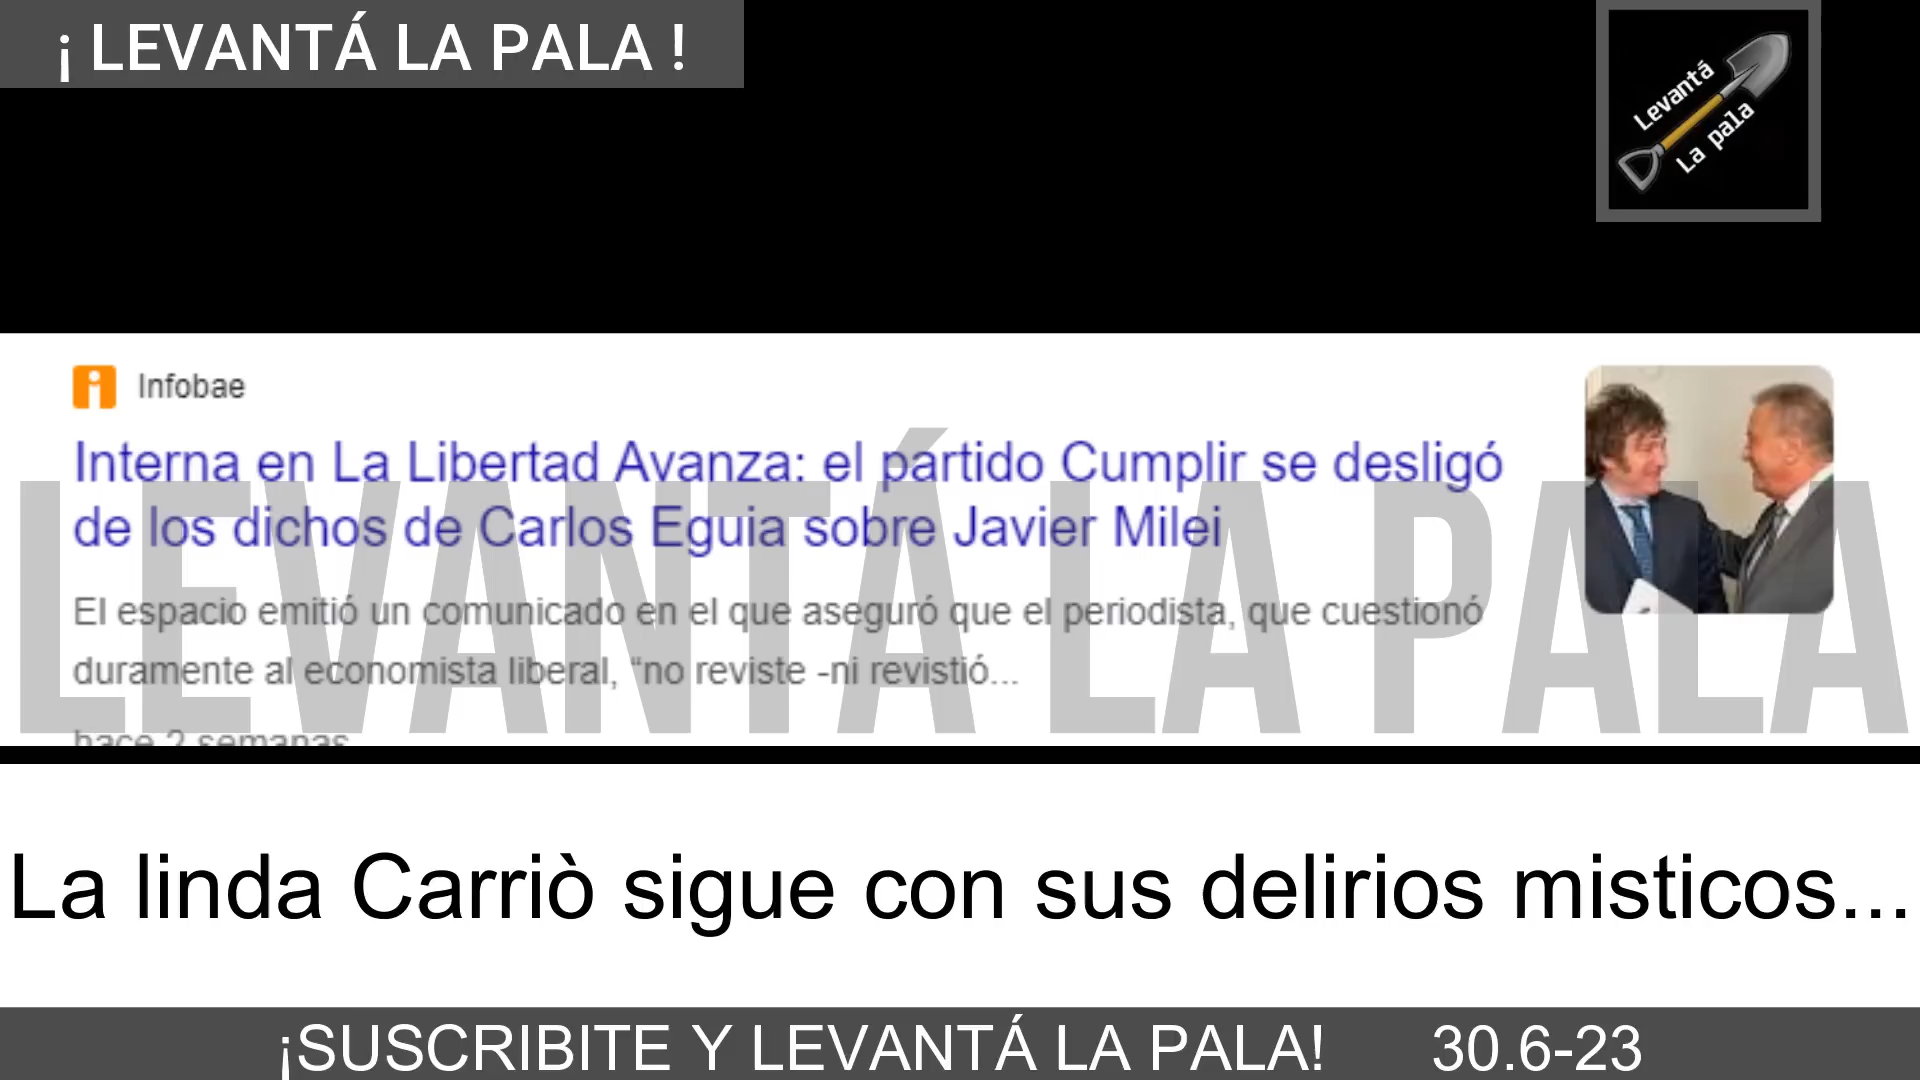 ¡ LEVANTÁ LA PALA !
Levantá
La pala
Infobae
Interna en La Libertad Avanza: el partido Cumplir se desligó
de los dichos de Carlos Eguia sobre Javier Milei
El espacio emitió un comunicado en el que aseguró que el periodista, que cuestionó
duramente al economista liberal, “no reviste -ni revistió...
hace 2 semanas
LEVANTÁ LA PALA
La linda Carriò sigue con sus delirios misticos...
¡SUSCRIBITE Y LEVANTÁ LA PALA! 30.6-23